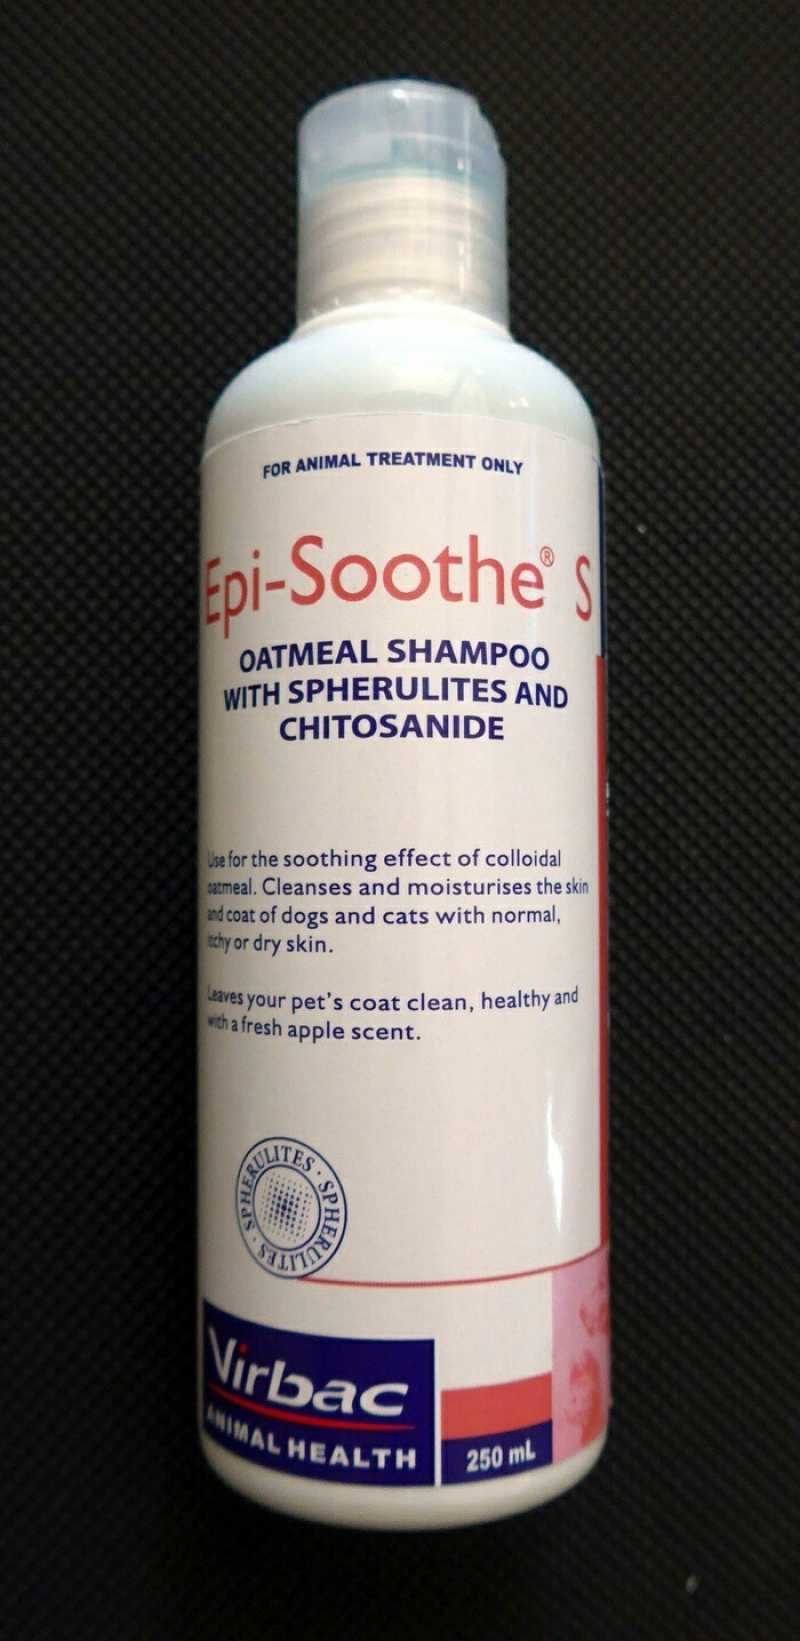 FOR ANIMAL TREATMENT ONLY
Epi-Soothe® S
OATMEAL SHAMPOO
WITH SPHERULITES AND
CHITOSANIDE
Use for the soothing effect of colloidal
oatmeal. Cleanses and moisturises the skin
and coat of dogs and cats with normal,
itchy or dry skin.
Leaves your pet's coat clean, healthy and
with a fresh apple scent.
SPHERULITES · SPHERULITES · SPHERULITES
Virbac
ANIMAL HEALTH
250 mL